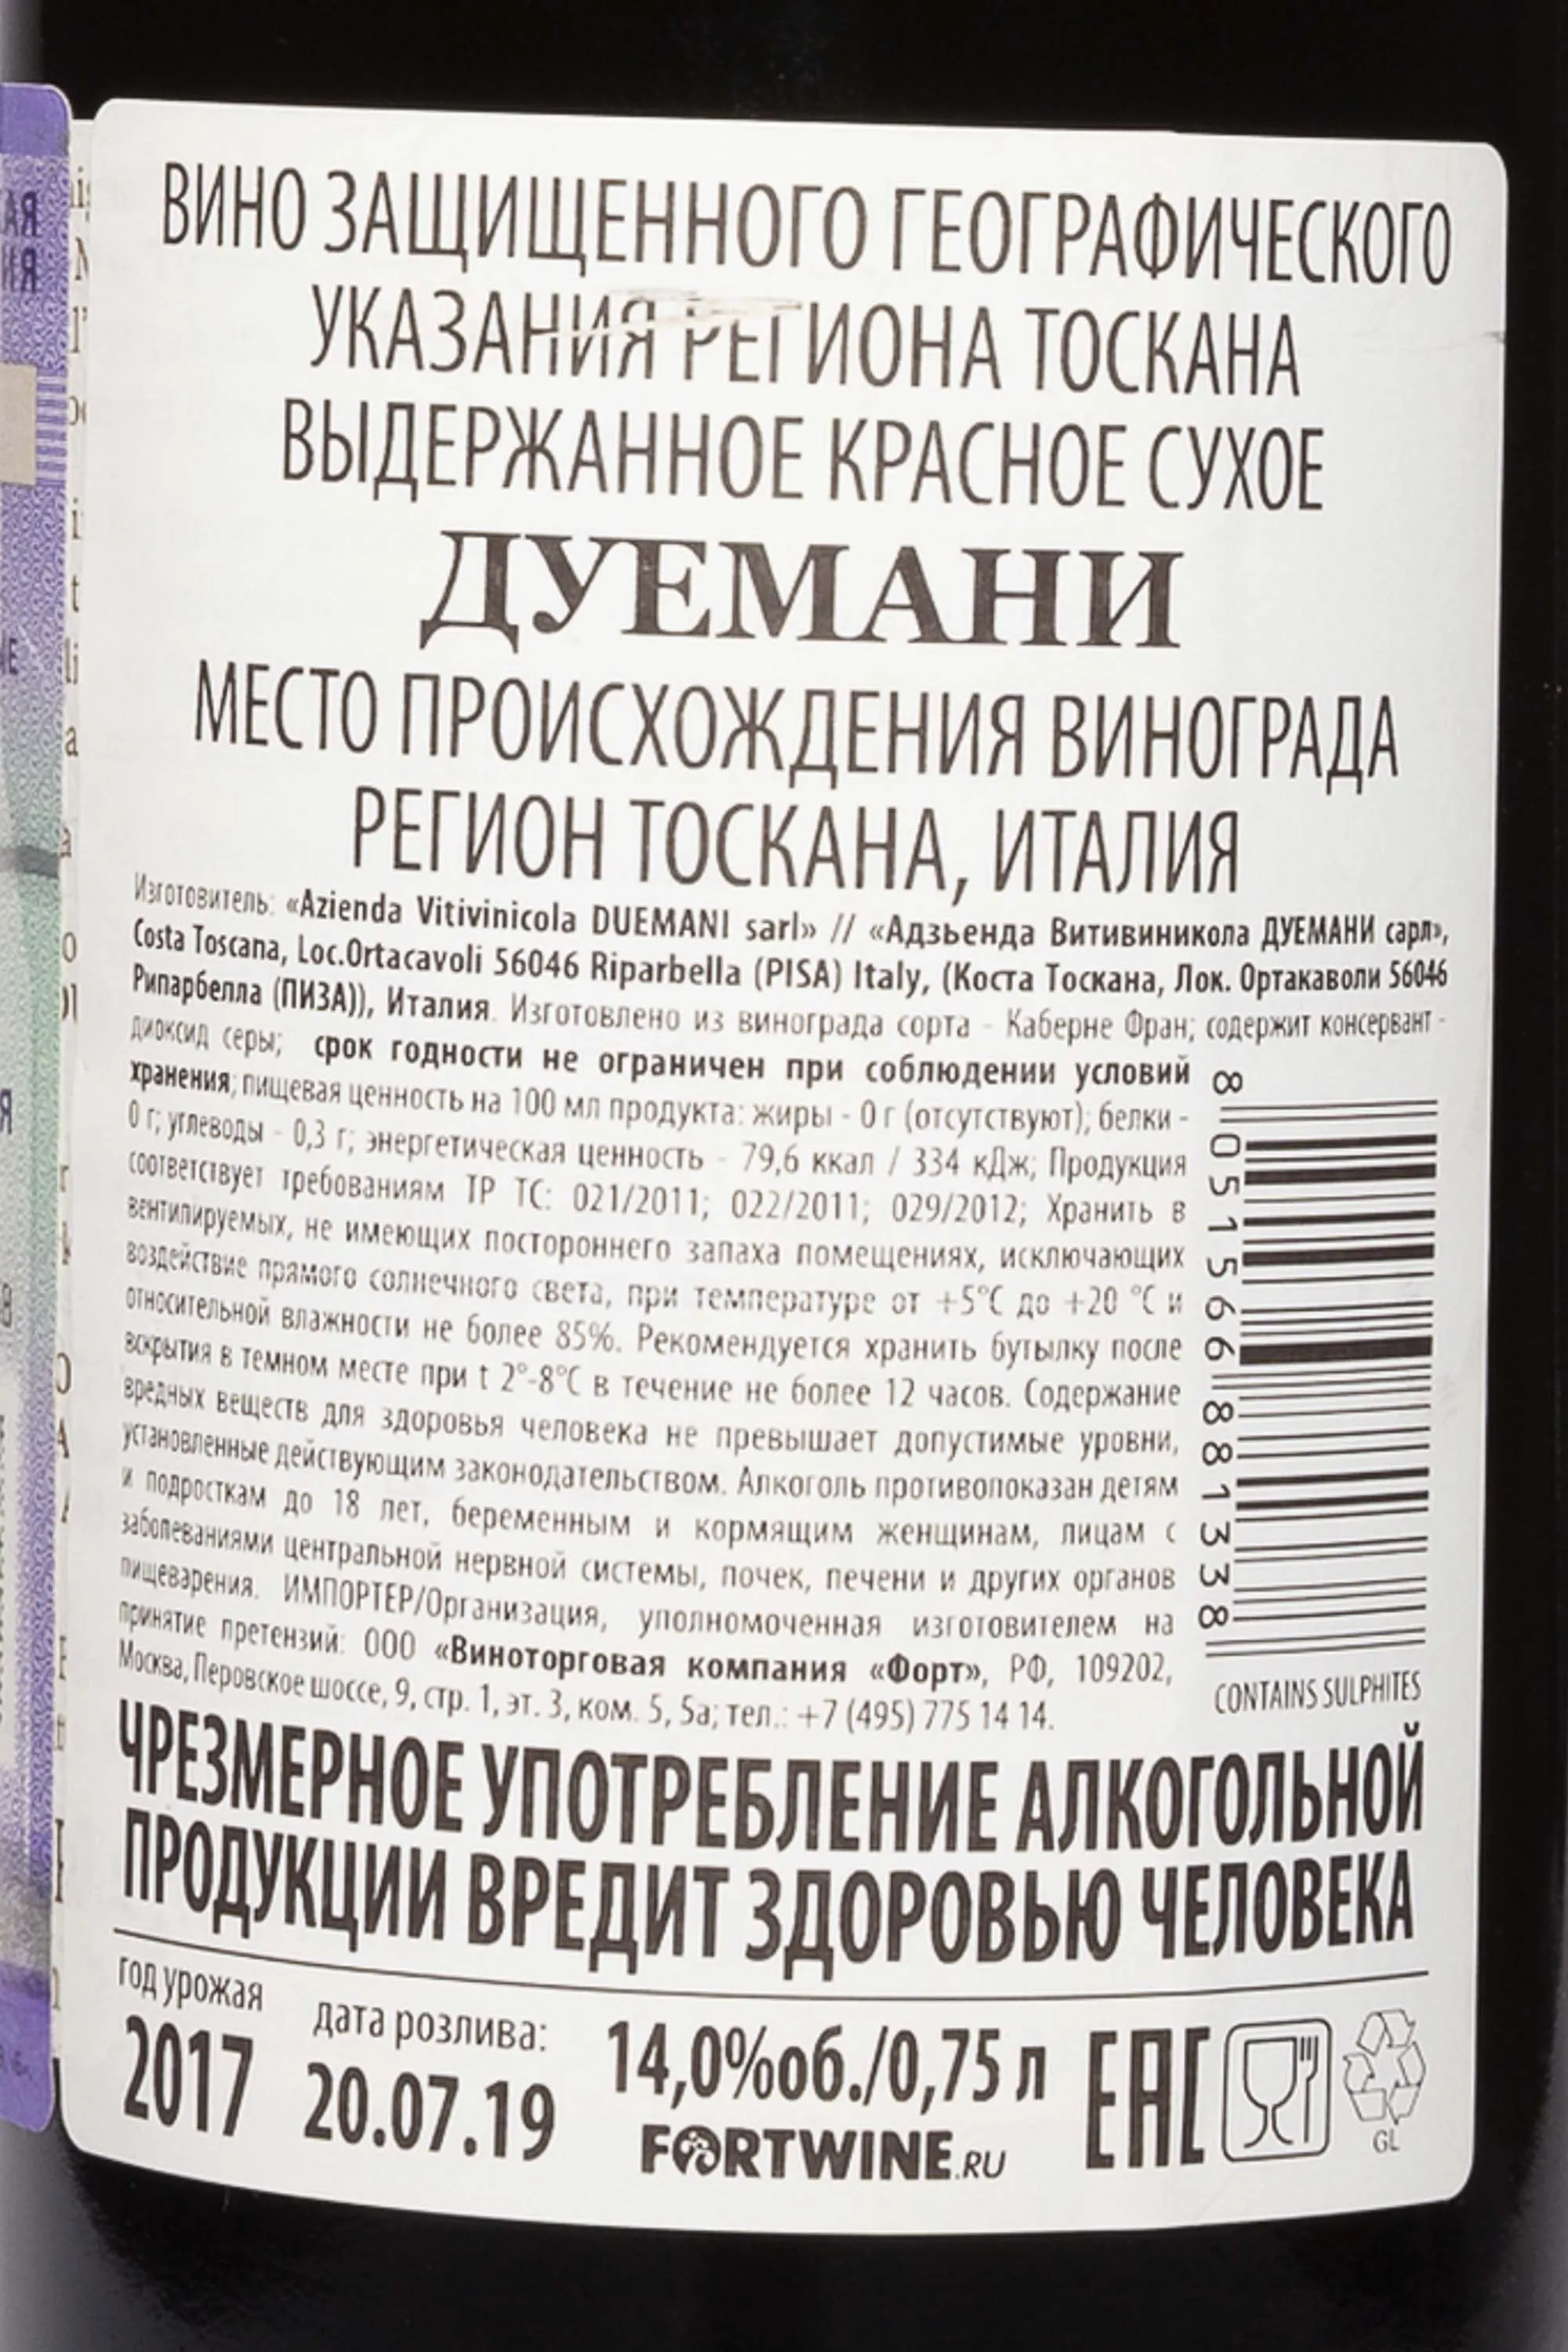 ВИНО ЗАЩИЩЕННОГО ГЕОГРАФИЧЕСКОГО
УКАЗАНИЯ РЕГИОНА ТОСКАНА
ВЫДЕРЖАННОЕ КРАСНОЕ СУХОЕ
ДУЕМАНИ
МЕСТО ПРОИСХОЖДЕНИЯ ВИНОГРАДА
РЕГИОН ТОСКАНА, ИТАЛИЯ
Изготовитель: «Azienda Vitivinicola DUEMANI sarl» // «Адзьенда Витивиникола ДУЕМАНИ сарл»,
Costa Toscana, Loc.Ortacavoli 56046 Riparbella (PISA) Italy, (Коста Тоскана, Лок. Ортакаволи 56046
Рипарбелла (ПИЗА)), Италия. Изготовлено из винограда сорта - Каберне Фран; содержит консервант -
диоксид серы; срок годности не ограничен при соблюдении условий
хранения; пищевая ценность на 100 мл продукта: жиры - 0 г (отсутствуют); белки -
0 г; углеводы - 0,3 г; энергетическая ценность - 79,6 ккал / 334 кДж; Продукция
соответствует требованиям ТР ТС: 021/2011; 022/2011; 029/2012; Хранить в
вентилируемых, не имеющих постороннего запаха помещениях, исключающих
воздействие прямого солнечного света, при температуре от +5°С до +20 °С и
относительной влажности не более 85%. Рекомендуется хранить бутылку после
вскрытия в темном месте при t 2°-8°С в течение не более 12 часов. Содержание
вредных веществ для здоровья человека не превышает допустимые уровни,
установленные действующим законодательством. Алкоголь противопоказан детям
и подросткам до 18 лет, беременным и кормящим женщинам, лицам с
заболеваниями центральной нервной системы, почек, печени и других органов
пищеварения. ИМПОРТЕР/Организация, уполномоченная изготовителем на
принятие претензий: ООО «Виноторговая компания «Форт», РФ, 109202,
Москва, Перовское шоссе, 9, стр. 1, эт. 3, ком. 5, 5а; тел.: +7 (495) 775 14 14.
8 051566 881338
CONTAINS SULPHITES
ЧРЕЗМЕРНОЕ УПОТРЕБЛЕНИЕ АЛКОГОЛЬНОЙ
ПРОДУКЦИИ ВРЕДИТ ЗДОРОВЬЮ ЧЕЛОВЕКА
год урожая
2017
дата розлива:
20.07.19
14,0%об./0,75 л
FORTWINE.RU
EAC
GL